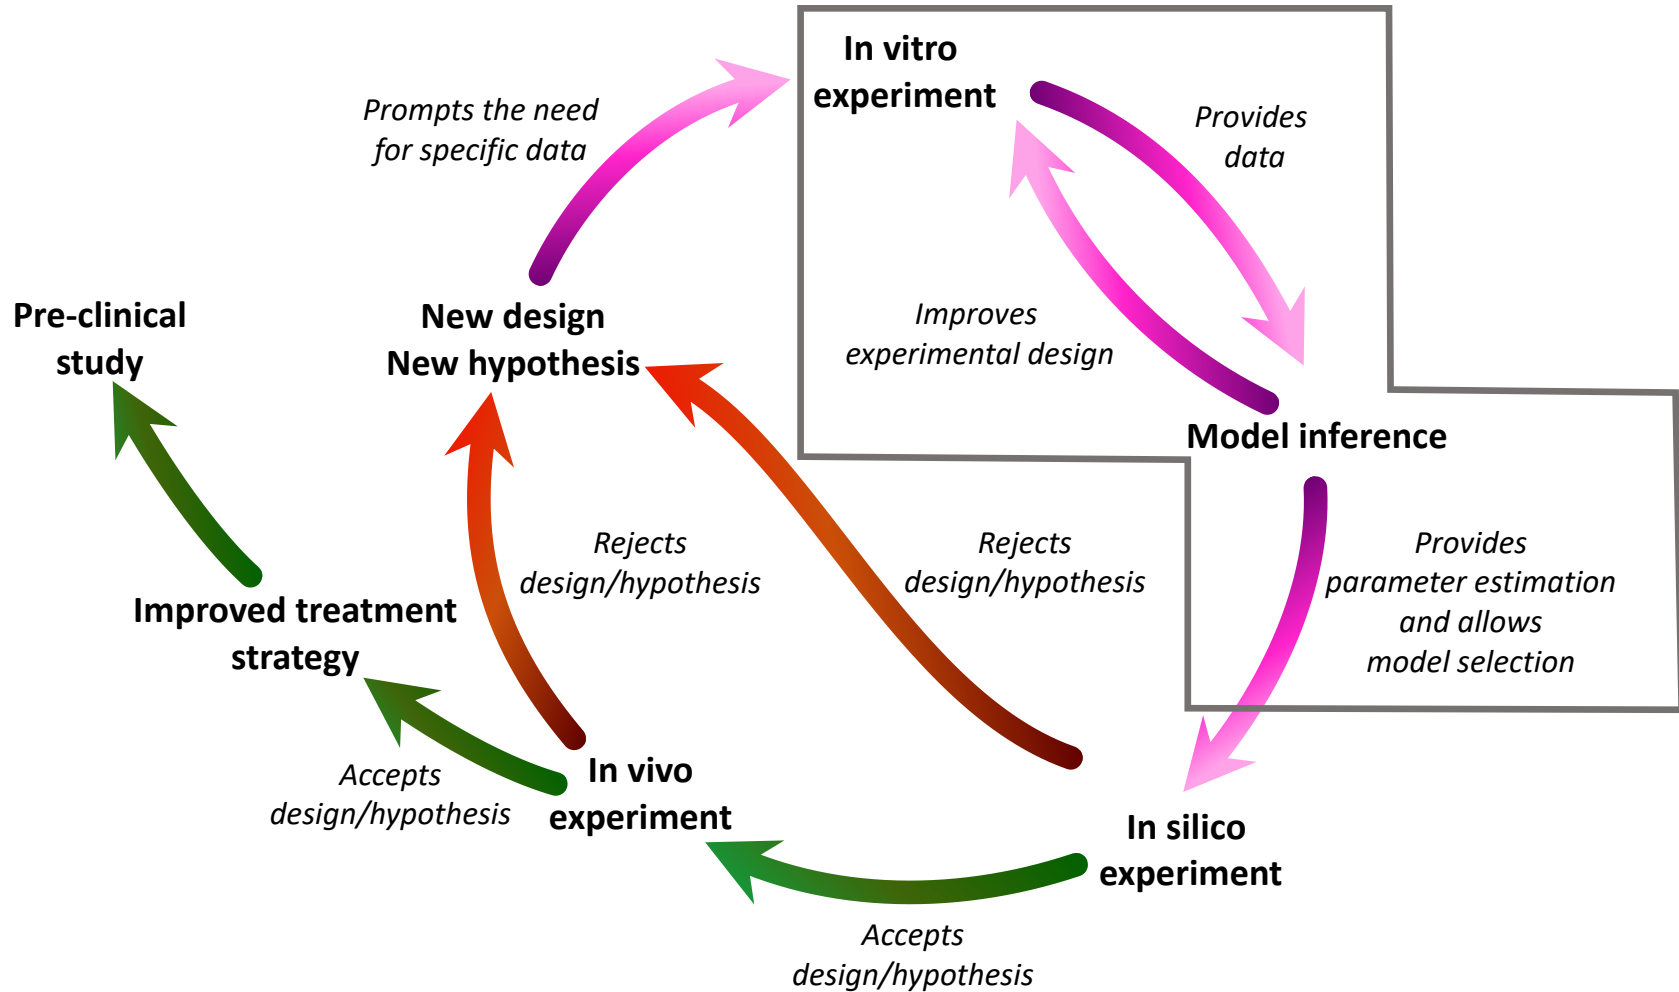 In vitro
experiment
Prompts the need
for specific data
Provides
data
Pre-clinical
study
New design
New hypothesis
Improves
experimental design
Model inference
Rejects
design/hypothesis
Rejects
design/hypothesis
Provides
parameter estimation
and allows
model selection
Improved treatment
strategy
Accepts
design/hypothesis
In vivo
experiment
In silico
experiment
Accepts
design/hypothesis